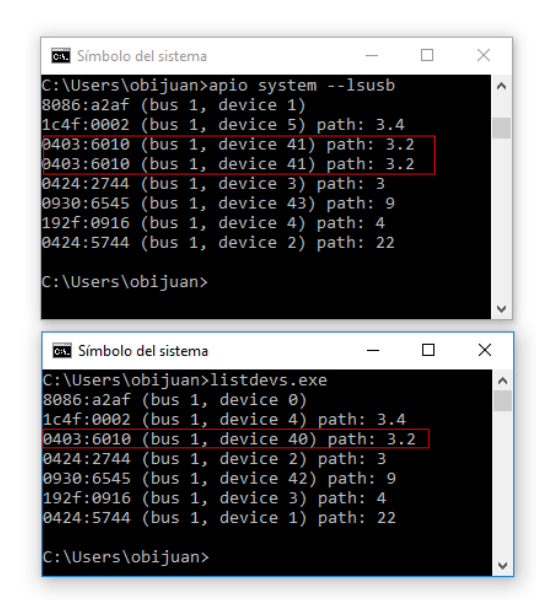 Símbolo del sistema
C:\Users\obijuan>apio system --lsusb
8086:a2af (bus 1, device 1)
1c4f:0002 (bus 1, device 5) path: 3.4
0403:6010 (bus 1, device 41) path: 3.2
0403:6010 (bus 1, device 41) path: 3.2
0424:2744 (bus 1, device 3) path: 3
0930:6545 (bus 1, device 43) path: 9
192f:0916 (bus 1, device 4) path: 4
0424:5744 (bus 1, device 2) path: 22
C:\Users\obijuan>
Símbolo del sistema
C:\Users\obijuan>listdevs.exe
8086:a2af (bus 1, device 0)
1c4f:0002 (bus 1, device 4) path: 3.4
0403:6010 (bus 1, device 40) path: 3.2
0424:2744 (bus 1, device 2) path: 3
0930:6545 (bus 1, device 42) path: 9
192f:0916 (bus 1, device 3) path: 4
0424:5744 (bus 1, device 1) path: 22
C:\Users\obijuan>